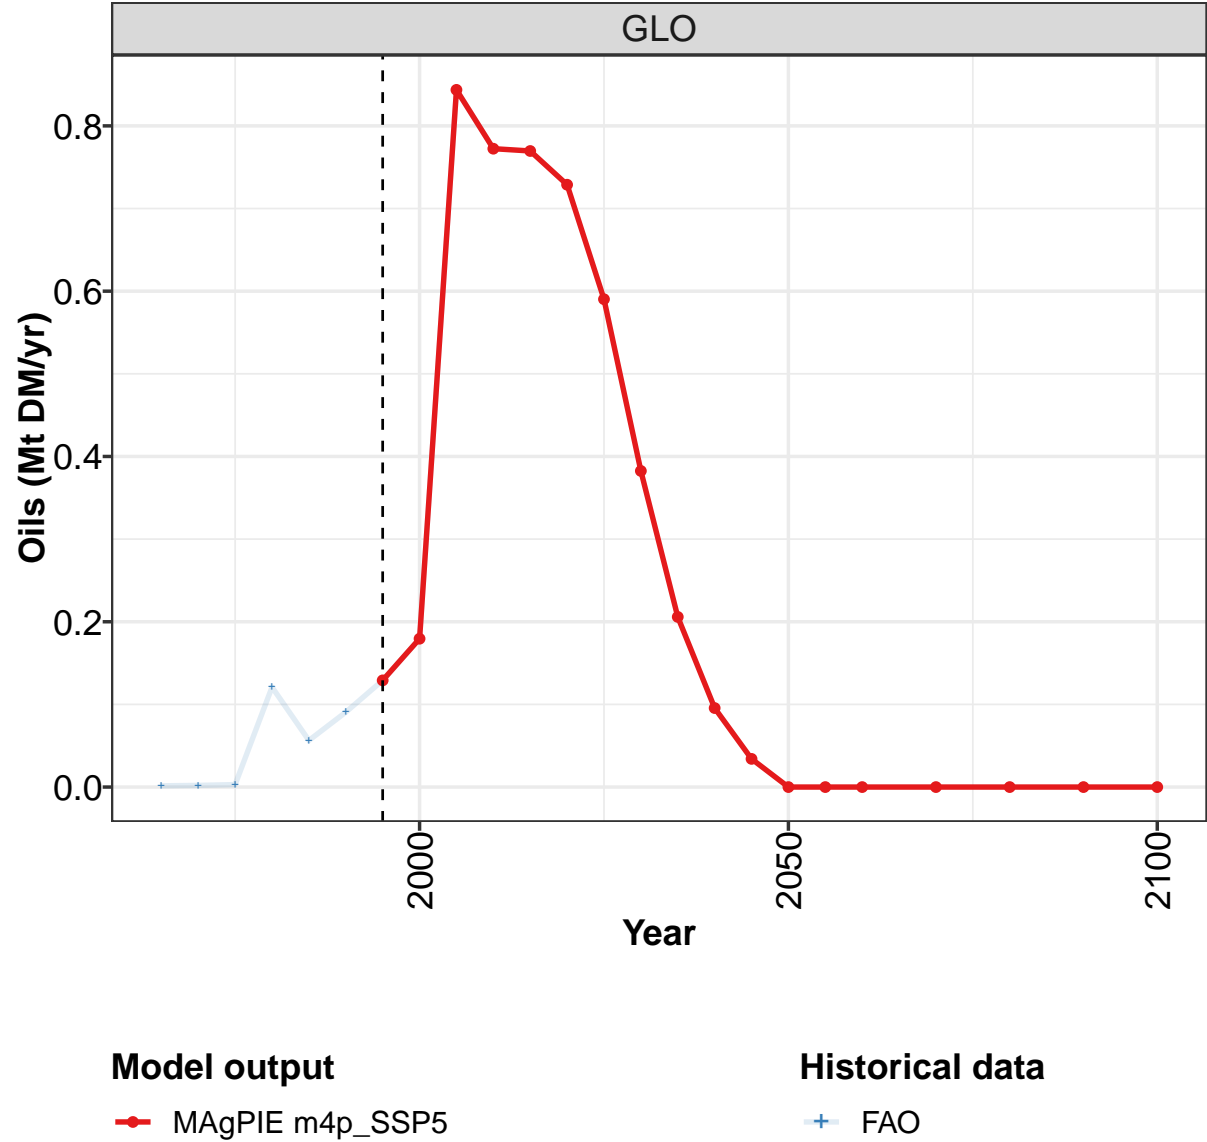 GLO
Oils (Mt DM/yr)
0.8
0.6
0.4
0.2
0.0
2000
2050
2100
Year
Model output
MAgPIE m4p_SSP5
Historical data
FAO